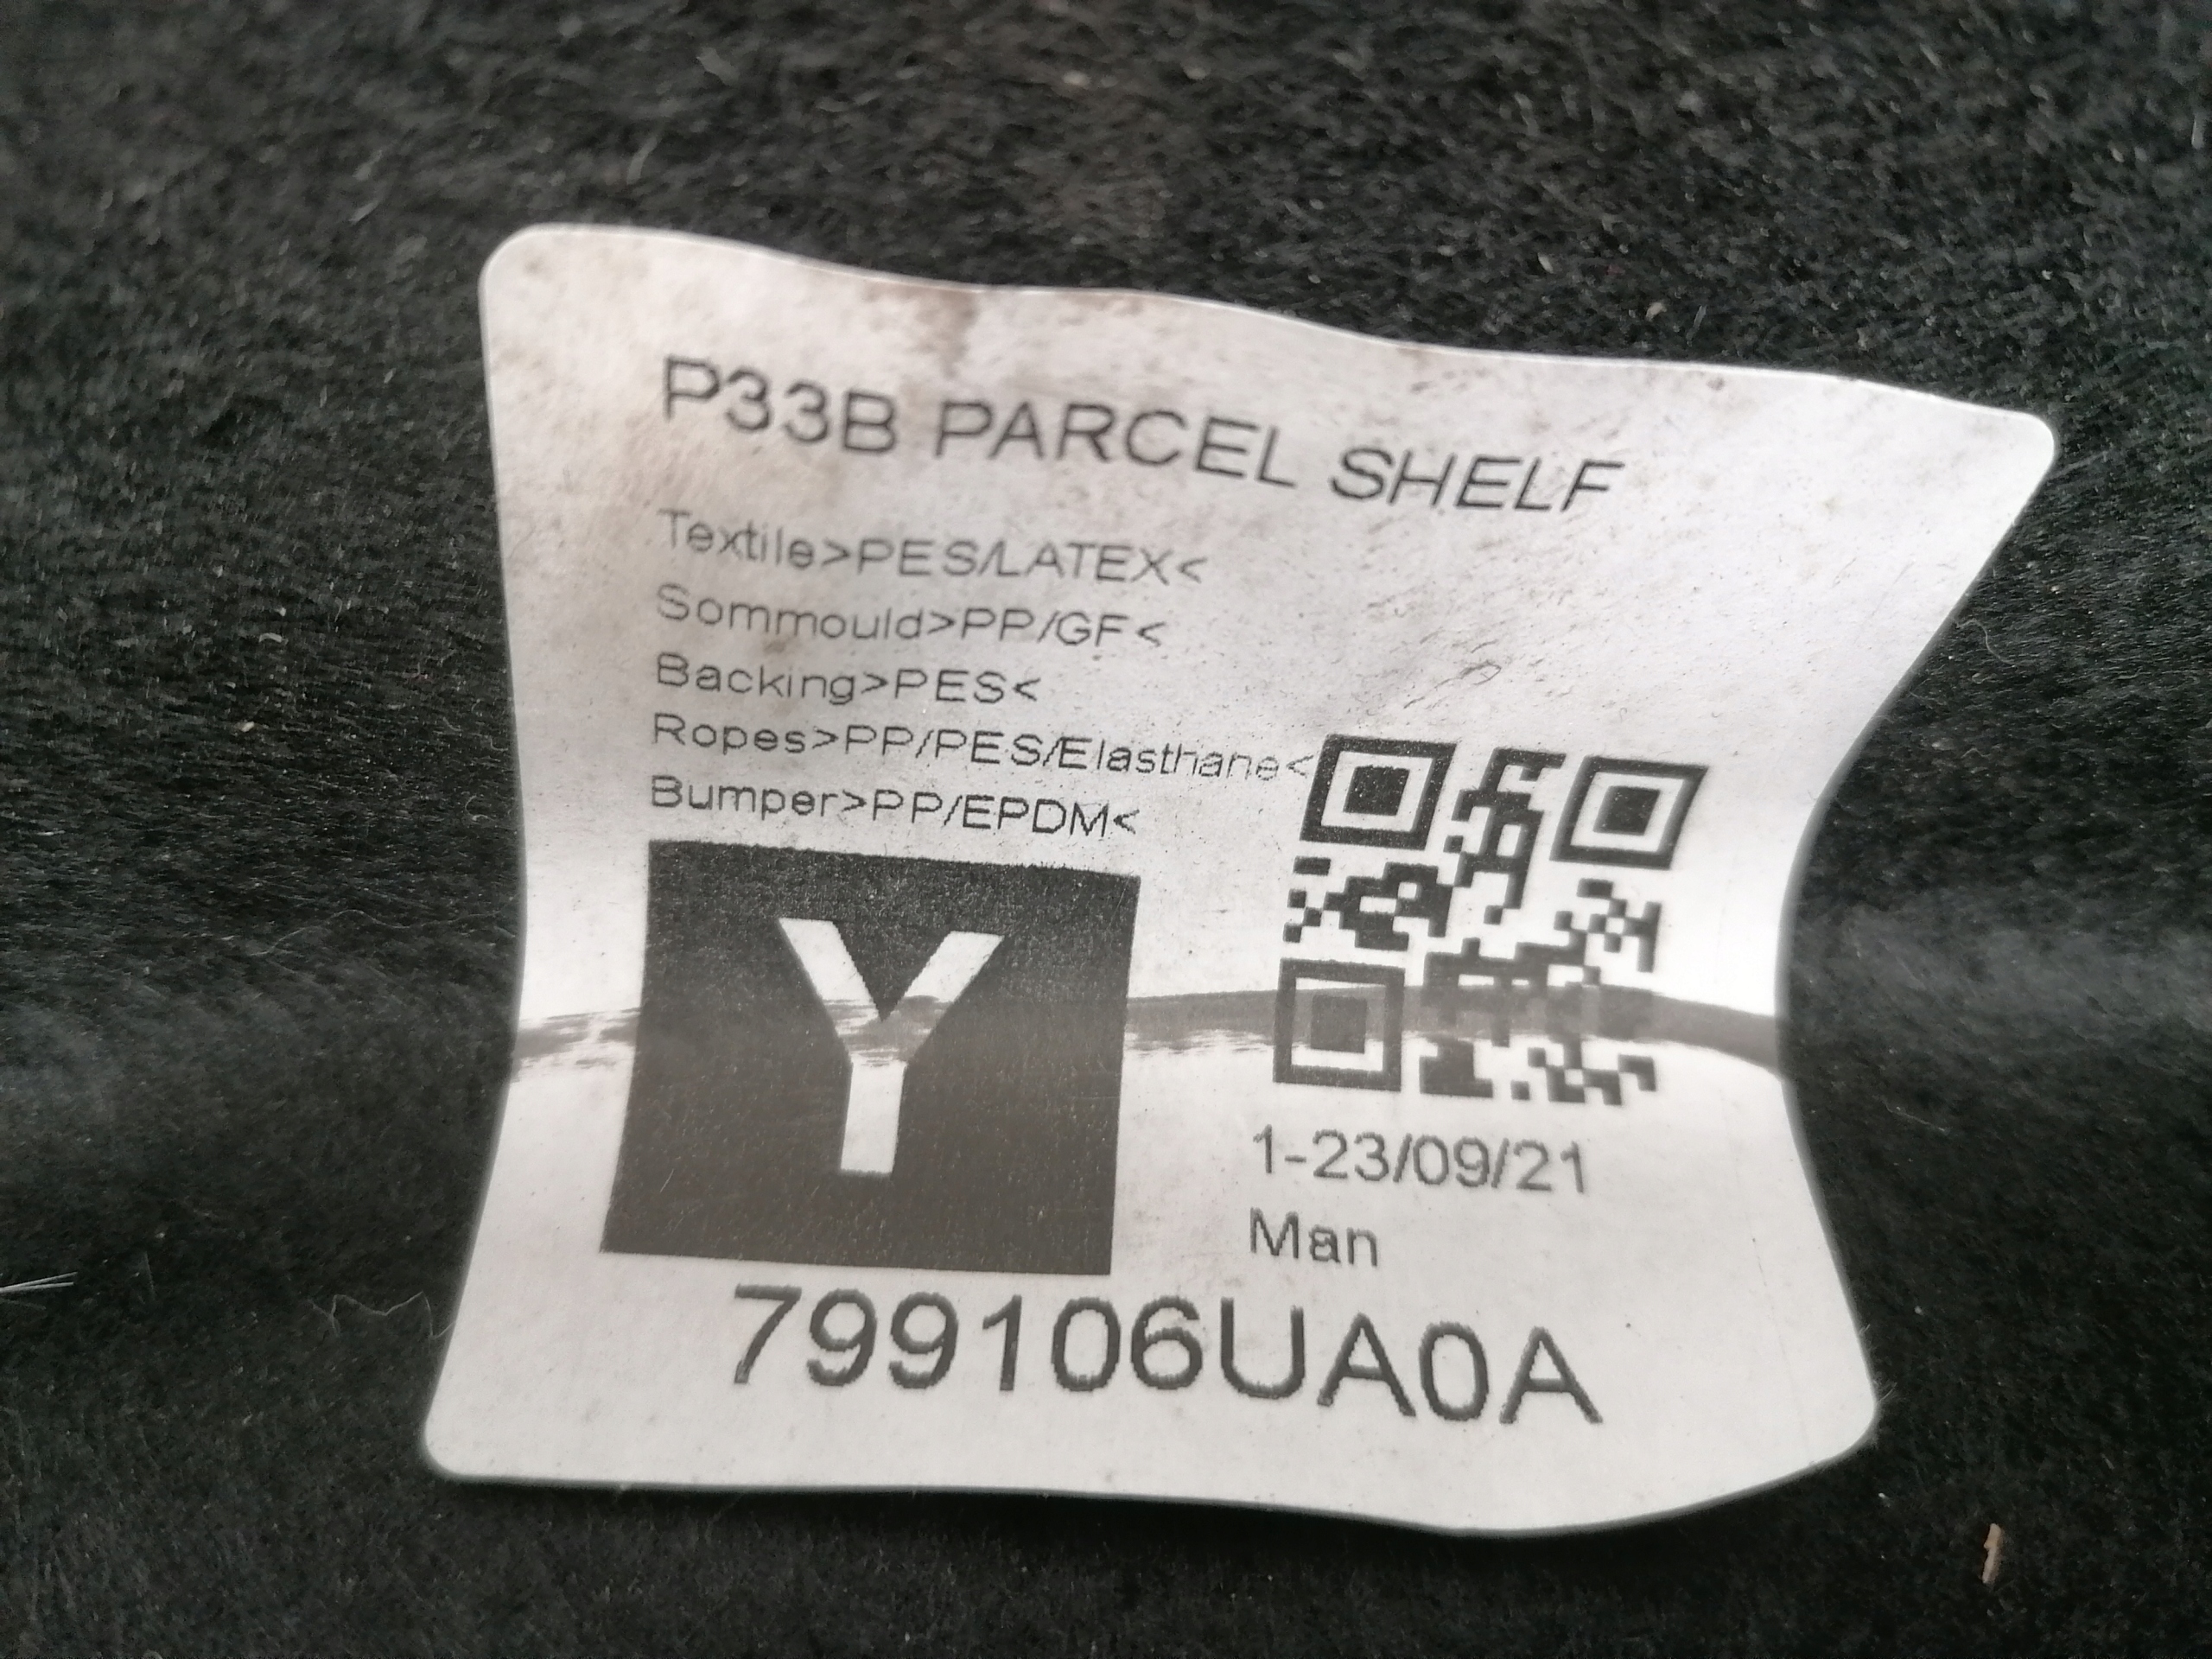 P33B PARCEL SHELF
Textile>PES/LATEX<
Sommould>PP/GF<
Backing>PES<
Ropes>PP/PES/Elasthane<
Bumper>PP/EPDM<
Y
1-23/09/21
Man
799106UA0A